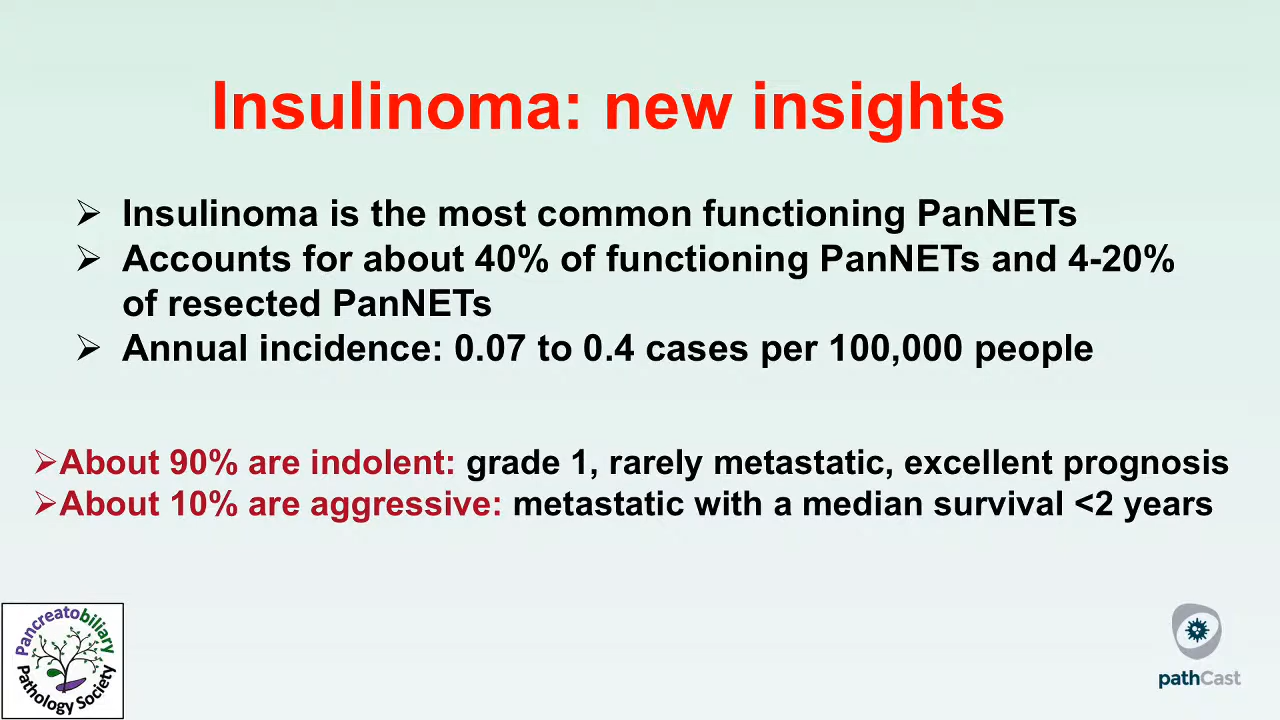 Insulinoma: new insights
➢ Insulinoma is the most common functioning PanNETs
➢ Accounts for about 40% of functioning PanNETs and 4-20%
of resected PanNETs
➢ Annual incidence: 0.07 to 0.4 cases per 100,000 people
➢About 90% are indolent: grade 1, rarely metastatic, excellent prognosis
➢About 10% are aggressive: metastatic with a median survival <2 years
Pancreatobiliary
Pathology Society
pathCast